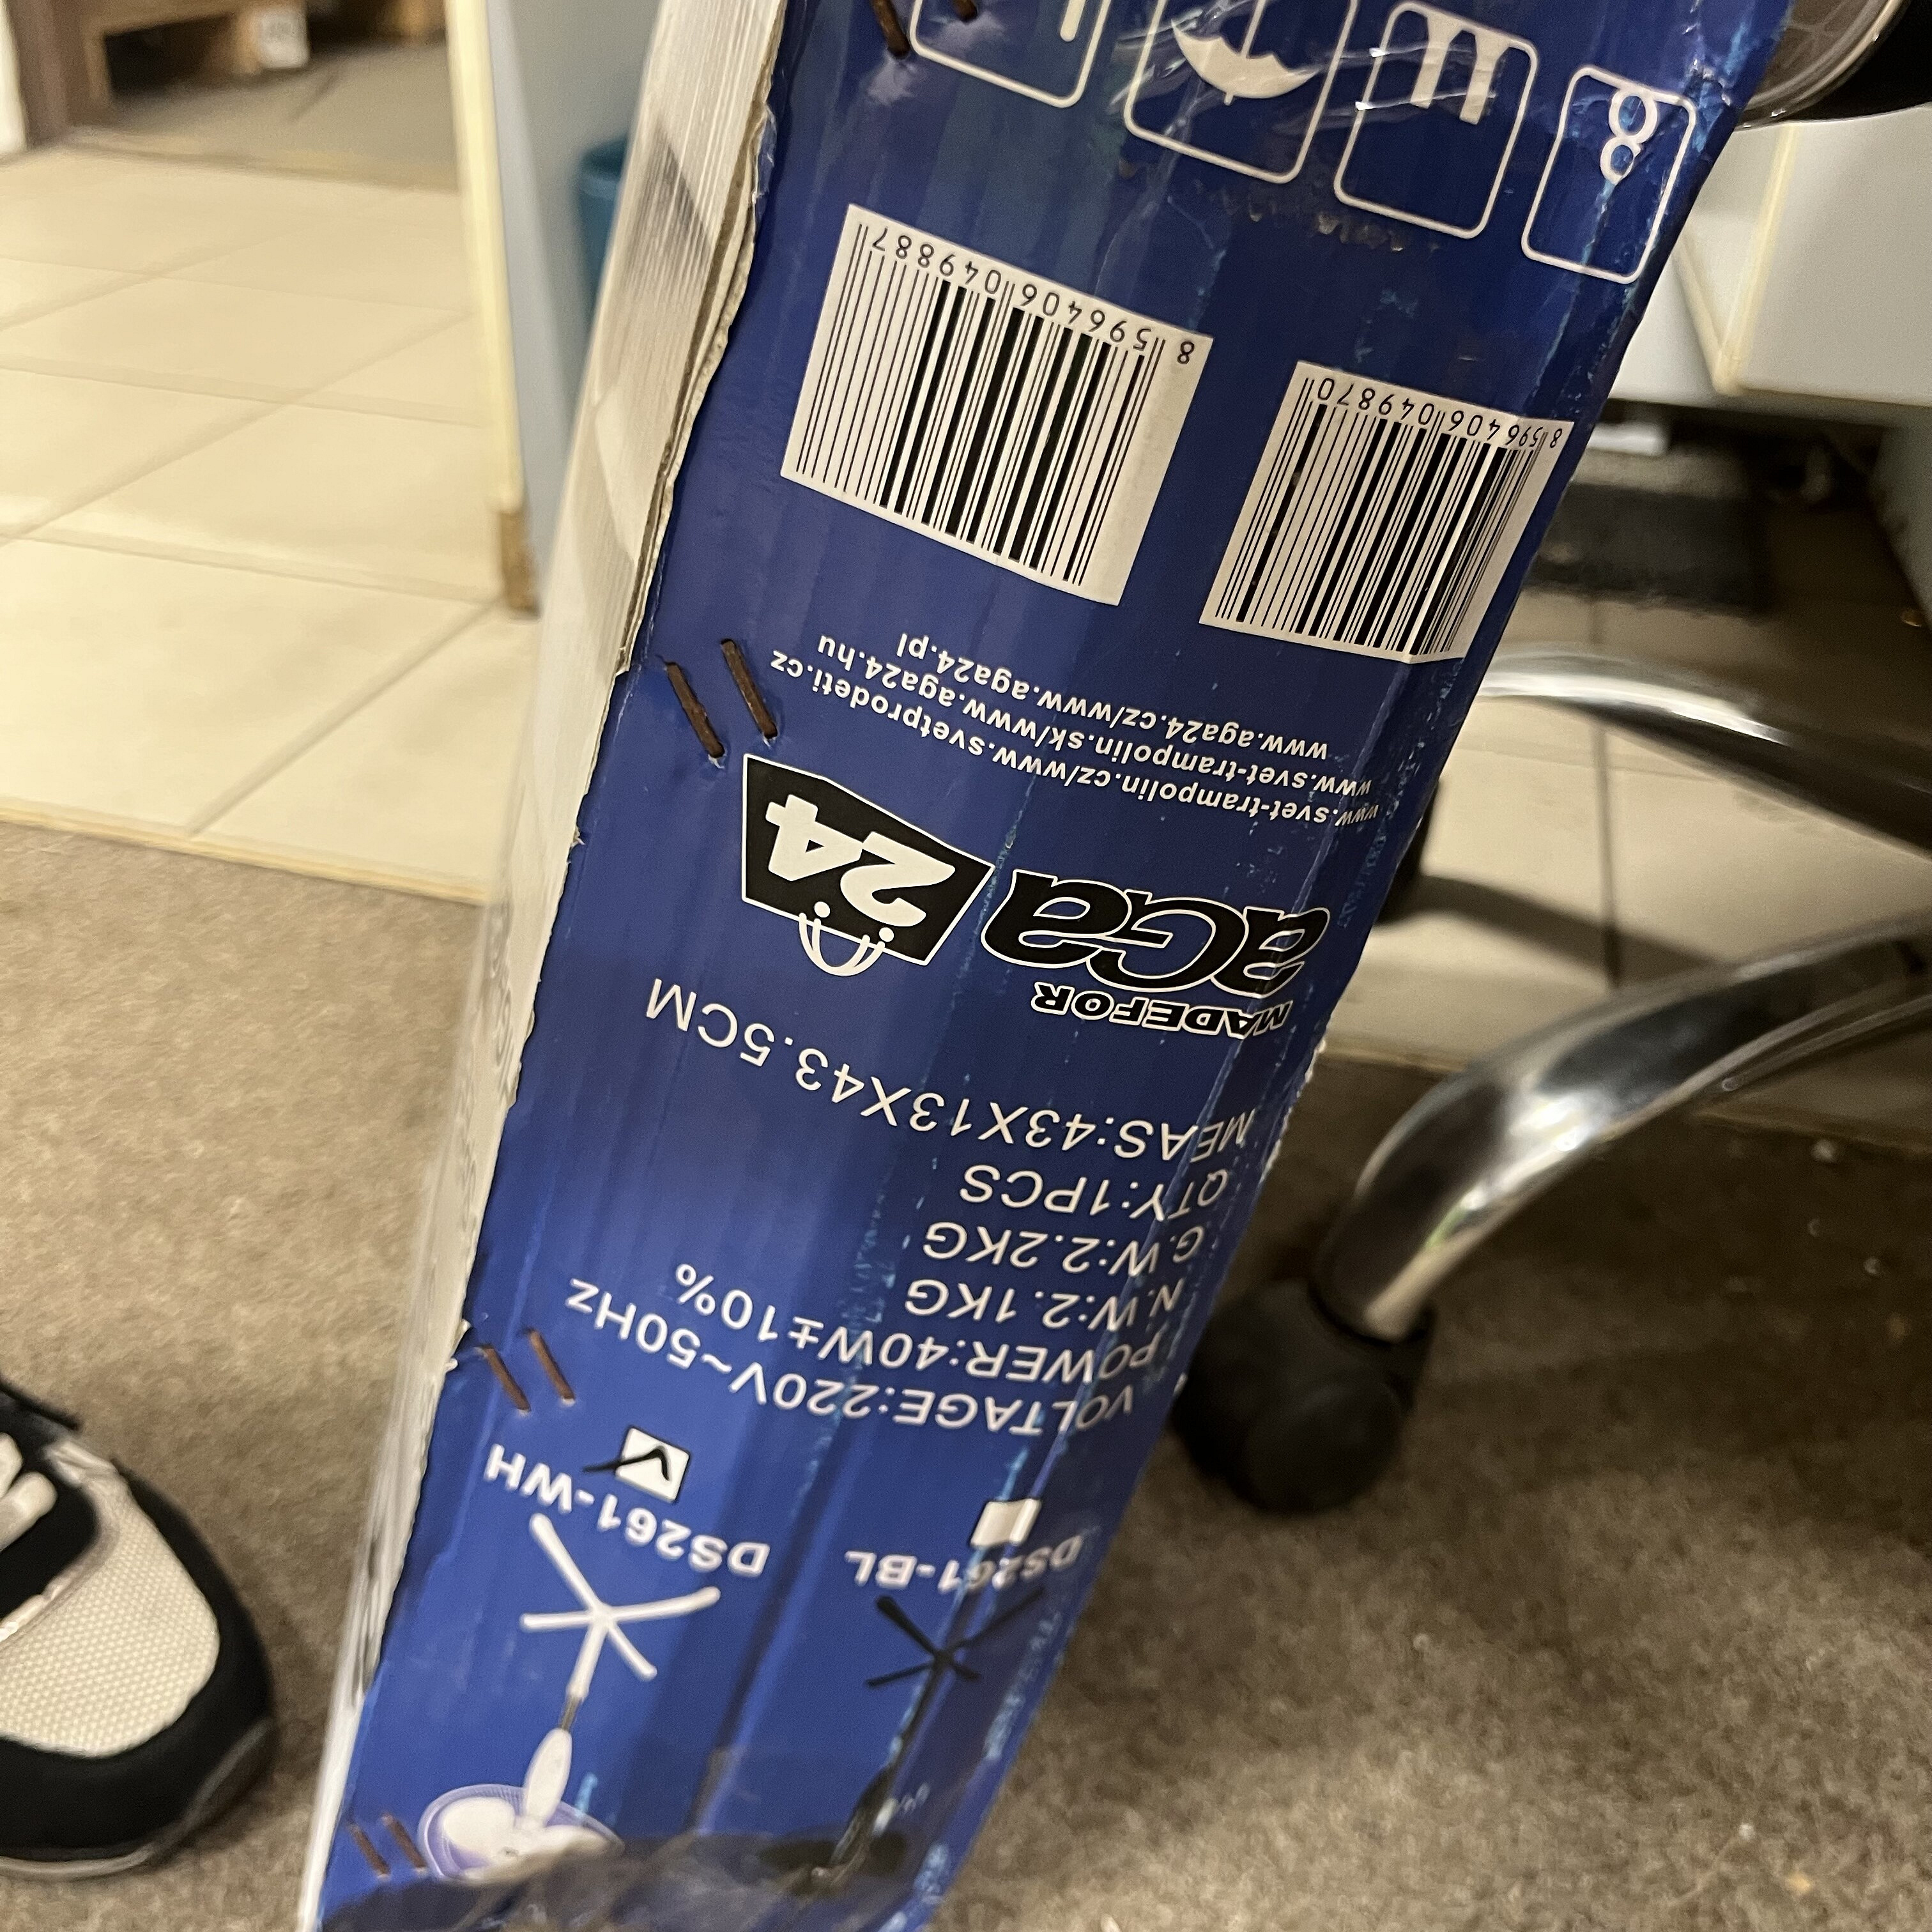 DS261-BL
DS261-WH
VOLTAGE:220V~50Hz
POWER:40W±10%
N.W:2.1KG
G.W:2.2KG
QTY:1PCS
MEAS:43X13X43.5CM
MADEFOR
aGa 24
www.svet-trampolin.cz/www.svetprodeti.cz
www.svet-trampolin.sk/www.aga24.hu
www.aga24.cz/www.aga24.pl
8 596406 049870
8 596406 049887
8